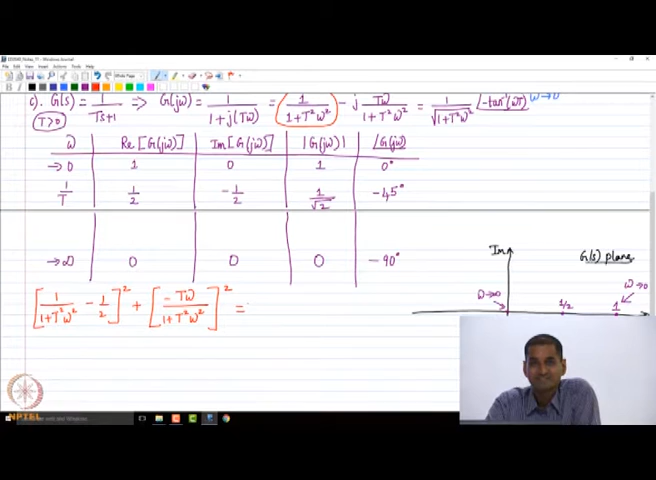 c) G(s) = 1/(Ts+1) ⟹ G(jω) = 1/(1+j(Tω)) = 1/(1+T²ω²) - j Tω/(1+T²ω²) = 1/√(1+T²ω²) ∠-tan⁻¹(ωT) ω→0
T>0
ω Re[G(jω)] Im[G(jω)] |G(jω)| ∠G(jω)
→0 1 0 1 0°
1/T 1/2 -1/2 1/√2 -45°
→∞ 0 0 0 -90°
[1/(1+T²ω²) - 1/2]² + [-Tω/(1+T²ω²)]² =
Im G(s) plane
ω→∞ 1/2 1 ω→0
NPTEL